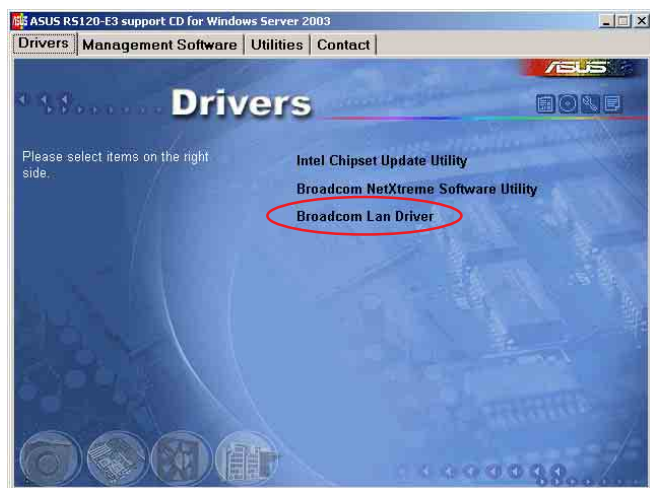 ASUS RS120-E3 support CD for Windows Server 2003
Drivers Management Software Utilities Contact
ASUS
Drivers
Please select items on the right
side.
Intel Chipset Update Utility
Broadcom NetXtreme Software Utility
Broadcom Lan Driver